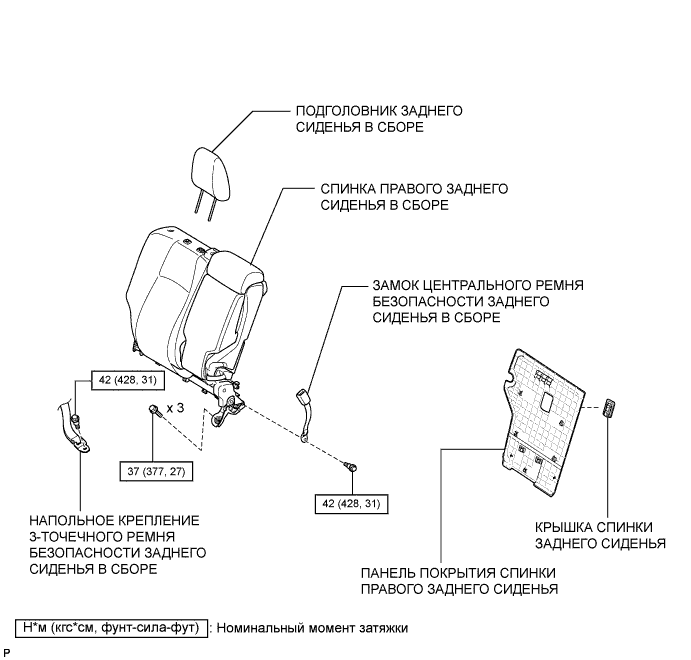 ПОДГОЛОВНИК ЗАДНЕГО
СИДЕНЬЯ В СБОРЕ
СПИНКА ПРАВОГО ЗАДНЕГО
СИДЕНЬЯ В СБОРЕ
ЗАМОК ЦЕНТРАЛЬНОГО РЕМНЯ
БЕЗОПАСНОСТИ ЗАДНЕГО
СИДЕНЬЯ В СБОРЕ
42 (428, 31)
x 3
37 (377, 27)
42 (428, 31)
НАПОЛЬНОЕ КРЕПЛЕНИЕ
3-ТОЧЕЧНОГО РЕМНЯ
БЕЗОПАСНОСТИ ЗАДНЕГО
СИДЕНЬЯ В СБОРЕ
КРЫШКА СПИНКИ
ЗАДНЕГО СИДЕНЬЯ
ПАНЕЛЬ ПОКРЫТИЯ СПИНКИ
ПРАВОГО ЗАДНЕГО СИДЕНЬЯ
Н*м (кгс*см, фунт-сила-фут) : Номинальный момент затяжки
P